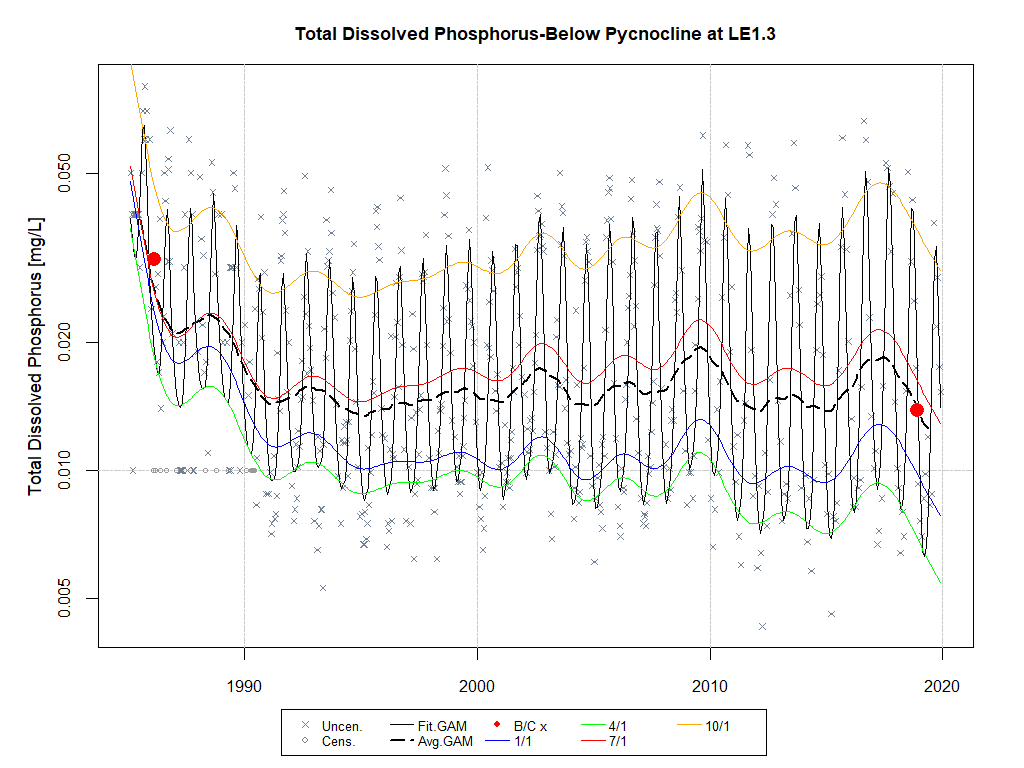 Total Dissolved Phosphorus-Below Pycnocline at LE1.3
Total Dissolved Phosphorus [mg/L]
0.050
0.020
0.010
0.005
1990 2000 2010 2020
Uncen. Fit.GAM B/C x 4/1 10/1
Cens. Avg.GAM 1/1 7/1